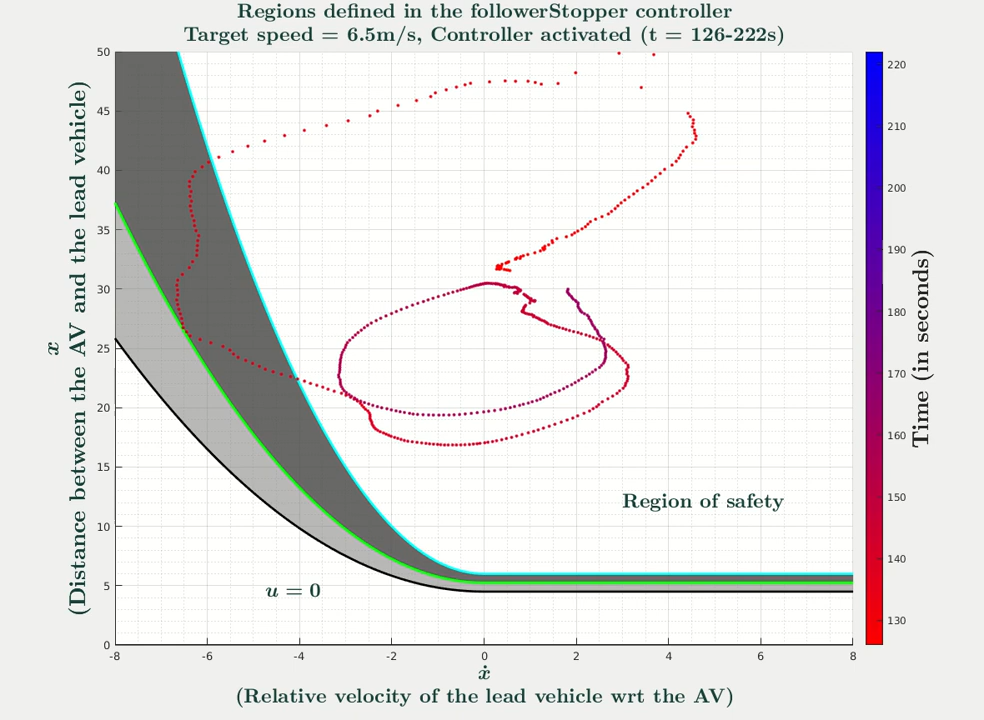 Regions defined in the followerStopper controller
Target speed = 6.5m/s, Controller activated (t = 126-222s)
x
(Distance between the AV and the lead vehicle)
50
45
40
35
30
25
20
15
10
5
0
Region of safety
u = 0
-8 -6 -4 -2 0 2 4 6 8
ẋ
(Relative velocity of the lead vehicle wrt the AV)
220
210
200
190
180
170
160
150
140
130
Time (in seconds)